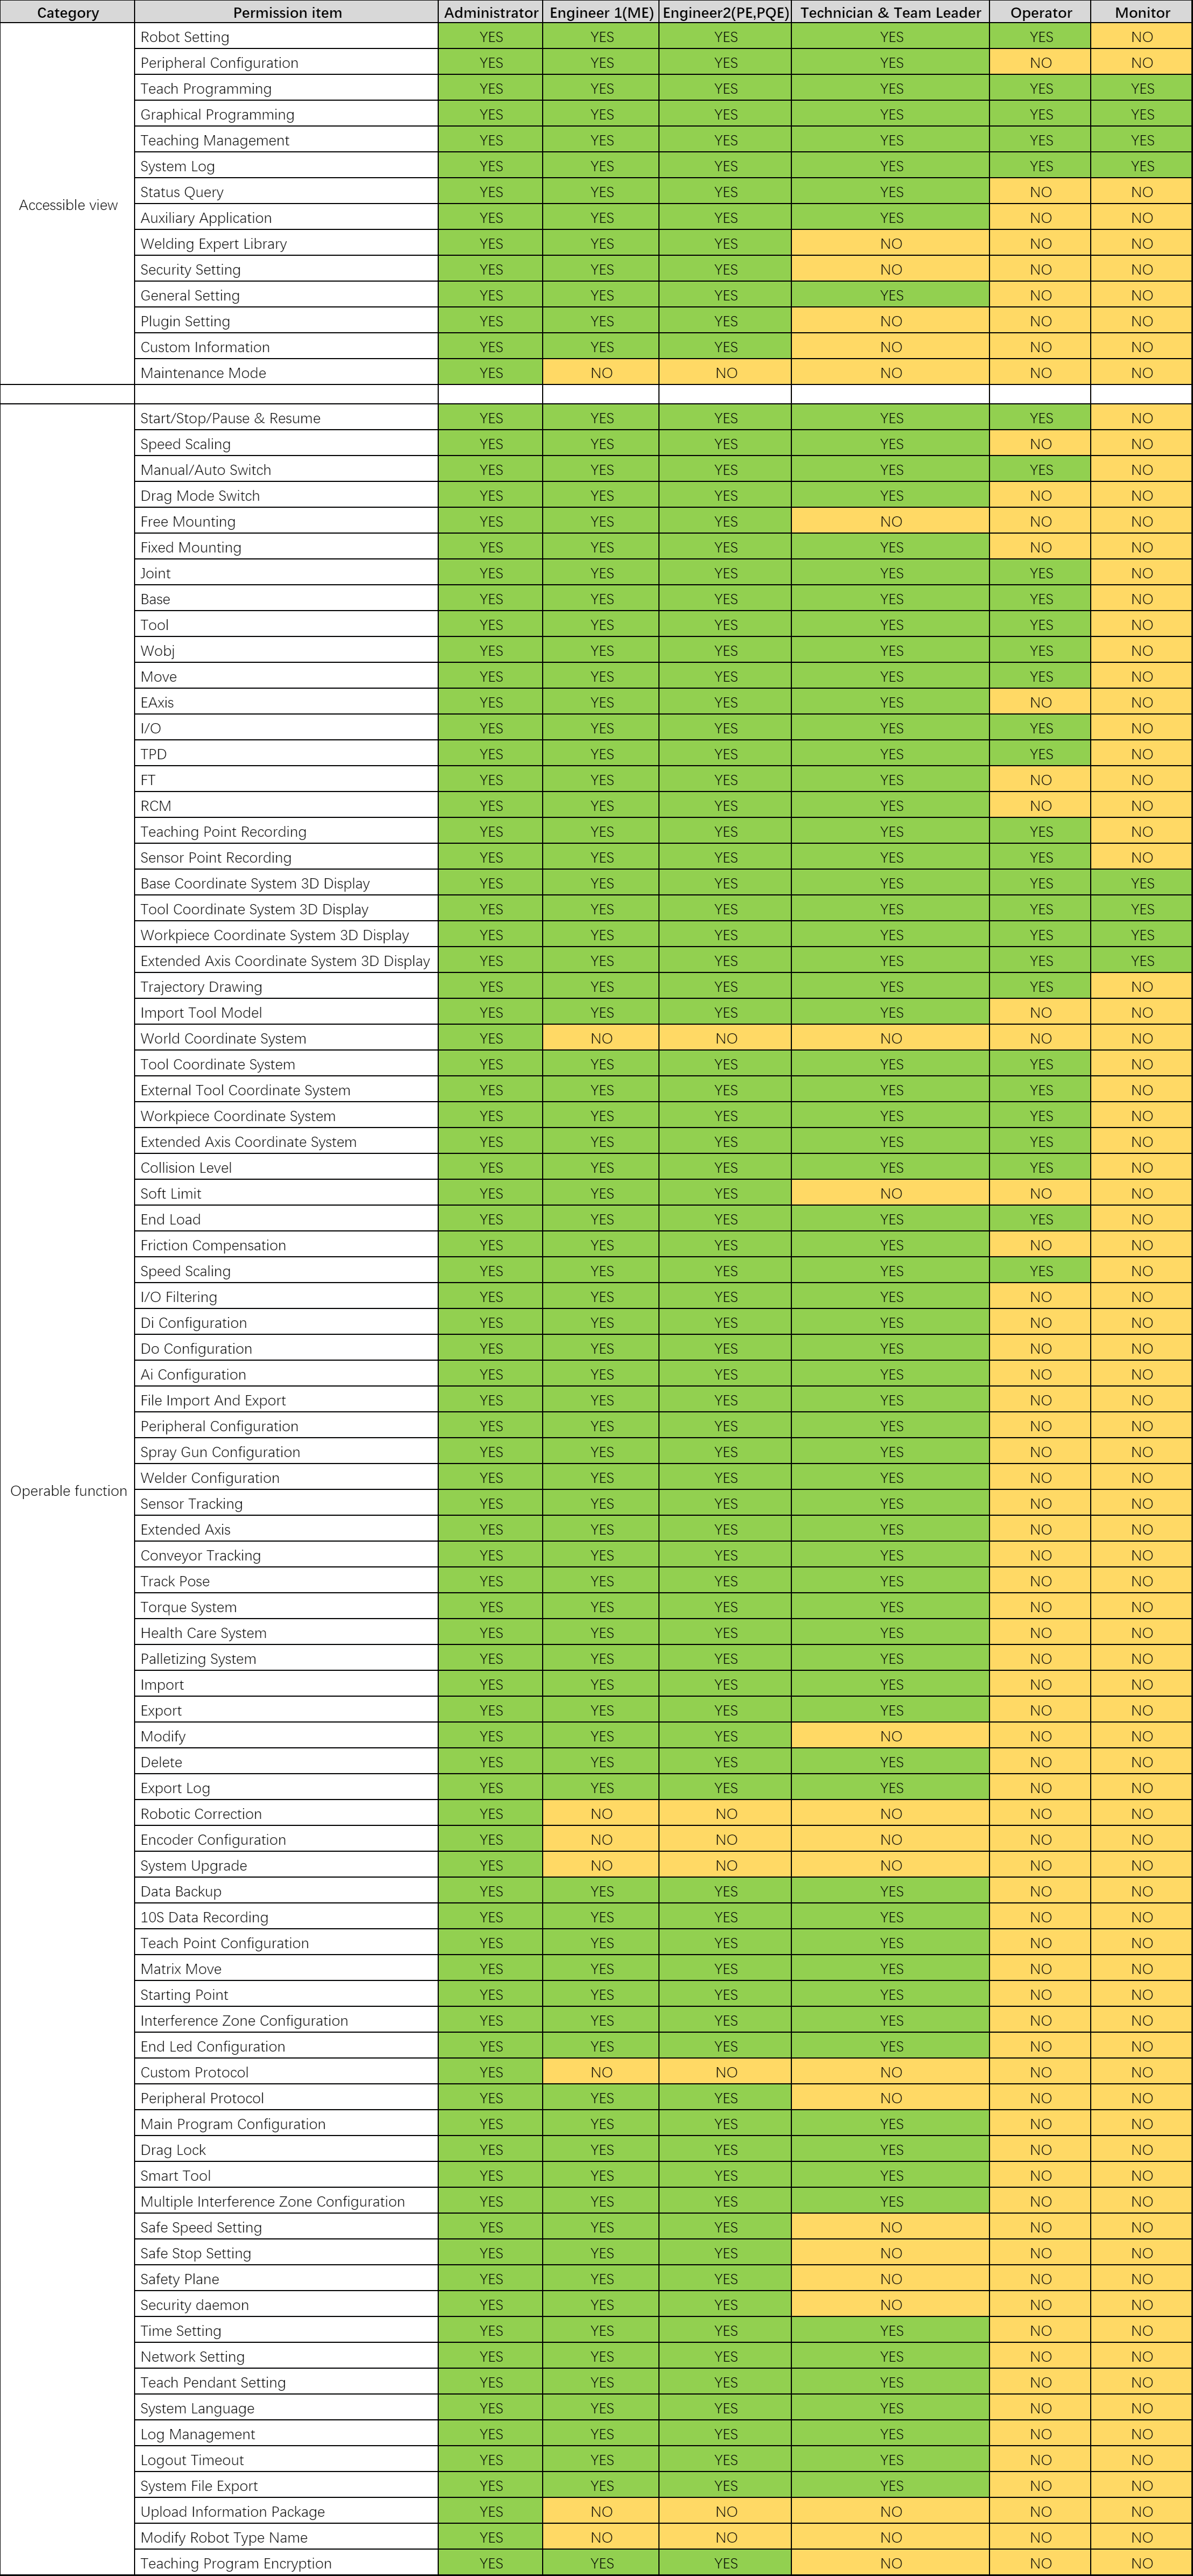 Category Permission item Administrator Engineer 1(ME) Engineer2(PE,PQE) Technician & Team Leader Operator Monitor
Robot Setting YES YES YES YES YES NO
Peripheral Configuration YES YES YES YES NO NO
Teach Programming YES YES YES YES YES YES
Graphical Programming YES YES YES YES YES YES
Teaching Management YES YES YES YES YES YES
System Log YES YES YES YES YES YES
Status Query YES YES YES YES NO NO
Accessible view
Auxiliary Application YES YES YES YES NO NO
Welding Expert Library YES YES YES NO NO NO
Security Setting YES YES YES NO NO NO
General Setting YES YES YES YES NO NO
Plugin Setting YES YES YES NO NO NO
Custom Information YES YES YES NO NO NO
Maintenance Mode YES NO NO NO NO NO
Start/Stop/Pause & Resume YES YES YES YES YES NO
Speed Scaling YES YES YES YES NO NO
Manual/Auto Switch YES YES YES YES YES NO
Drag Mode Switch YES YES YES YES NO NO
Free Mounting YES YES YES NO NO NO
Fixed Mounting YES YES YES YES NO NO
Joint YES YES YES YES YES NO
Base YES YES YES YES YES NO
Tool YES YES YES YES YES NO
Wobj YES YES YES YES YES NO
Move YES YES YES YES YES NO
EAxis YES YES YES YES NO NO
I/O YES YES YES YES YES NO
TPD YES YES YES YES YES NO
FT YES YES YES YES NO NO
RCM YES YES YES YES NO NO
Teaching Point Recording YES YES YES YES YES NO
Sensor Point Recording YES YES YES YES YES NO
Base Coordinate System 3D Display YES YES YES YES YES YES
Tool Coordinate System 3D Display YES YES YES YES YES YES
Workpiece Coordinate System 3D Display YES YES YES YES YES YES
Extended Axis Coordinate System 3D Display YES YES YES YES YES YES
Trajectory Drawing YES YES YES YES YES NO
Import Tool Model YES YES YES YES NO NO
World Coordinate System YES NO NO NO NO NO
Tool Coordinate System YES YES YES YES YES NO
External Tool Coordinate System YES YES YES YES YES NO
Workpiece Coordinate System YES YES YES YES YES NO
Extended Axis Coordinate System YES YES YES YES YES NO
Collision Level YES YES YES YES YES NO
Soft Limit YES YES YES NO NO NO
End Load YES YES YES YES YES NO
Friction Compensation YES YES YES YES NO NO
Speed Scaling YES YES YES YES YES NO
I/O Filtering YES YES YES YES NO NO
Di Configuration YES YES YES YES NO NO
Do Configuration YES YES YES YES NO NO
Ai Configuration YES YES YES YES NO NO
File Import And Export YES YES YES YES NO NO
Peripheral Configuration YES YES YES YES NO NO
Spray Gun Configuration YES YES YES YES NO NO
Welder Configuration YES YES YES YES NO NO
Operable function
Sensor Tracking YES YES YES YES NO NO
Extended Axis YES YES YES YES NO NO
Conveyor Tracking YES YES YES YES NO NO
Track Pose YES YES YES YES NO NO
Torque System YES YES YES YES NO NO
Health Care System YES YES YES YES NO NO
Palletizing System YES YES YES YES NO NO
Import YES YES YES YES NO NO
Export YES YES YES YES NO NO
Modify YES YES YES NO NO NO
Delete YES YES YES YES NO NO
Export Log YES YES YES YES NO NO
Robotic Correction YES NO NO NO NO NO
Encoder Configuration YES NO NO NO NO NO
System Upgrade YES NO NO NO NO NO
Data Backup YES YES YES YES NO NO
10S Data Recording YES YES YES YES NO NO
Teach Point Configuration YES YES YES YES NO NO
Matrix Move YES YES YES YES NO NO
Starting Point YES YES YES YES NO NO
Interference Zone Configuration YES YES YES YES NO NO
End Led Configuration YES YES YES YES NO NO
Custom Protocol YES NO NO NO NO NO
Peripheral Protocol YES YES YES NO NO NO
Main Program Configuration YES YES YES YES NO NO
Drag Lock YES YES YES YES NO NO
Smart Tool YES YES YES YES NO NO
Multiple Interference Zone Configuration YES YES YES YES NO NO
Safe Speed Setting YES YES YES NO NO NO
Safe Stop Setting YES YES YES NO NO NO
Safety Plane YES YES YES NO NO NO
Security daemon YES YES YES NO NO NO
Time Setting YES YES YES YES NO NO
Network Setting YES YES YES YES NO NO
Teach Pendant Setting YES YES YES YES NO NO
System Language YES YES YES YES NO NO
Log Management YES YES YES YES NO NO
Logout Timeout YES YES YES YES NO NO
System File Export YES YES YES YES NO NO
Upload Information Package YES NO NO NO NO NO
Modify Robot Type Name YES NO NO NO NO NO
Teaching Program Encryption YES YES YES NO NO NO